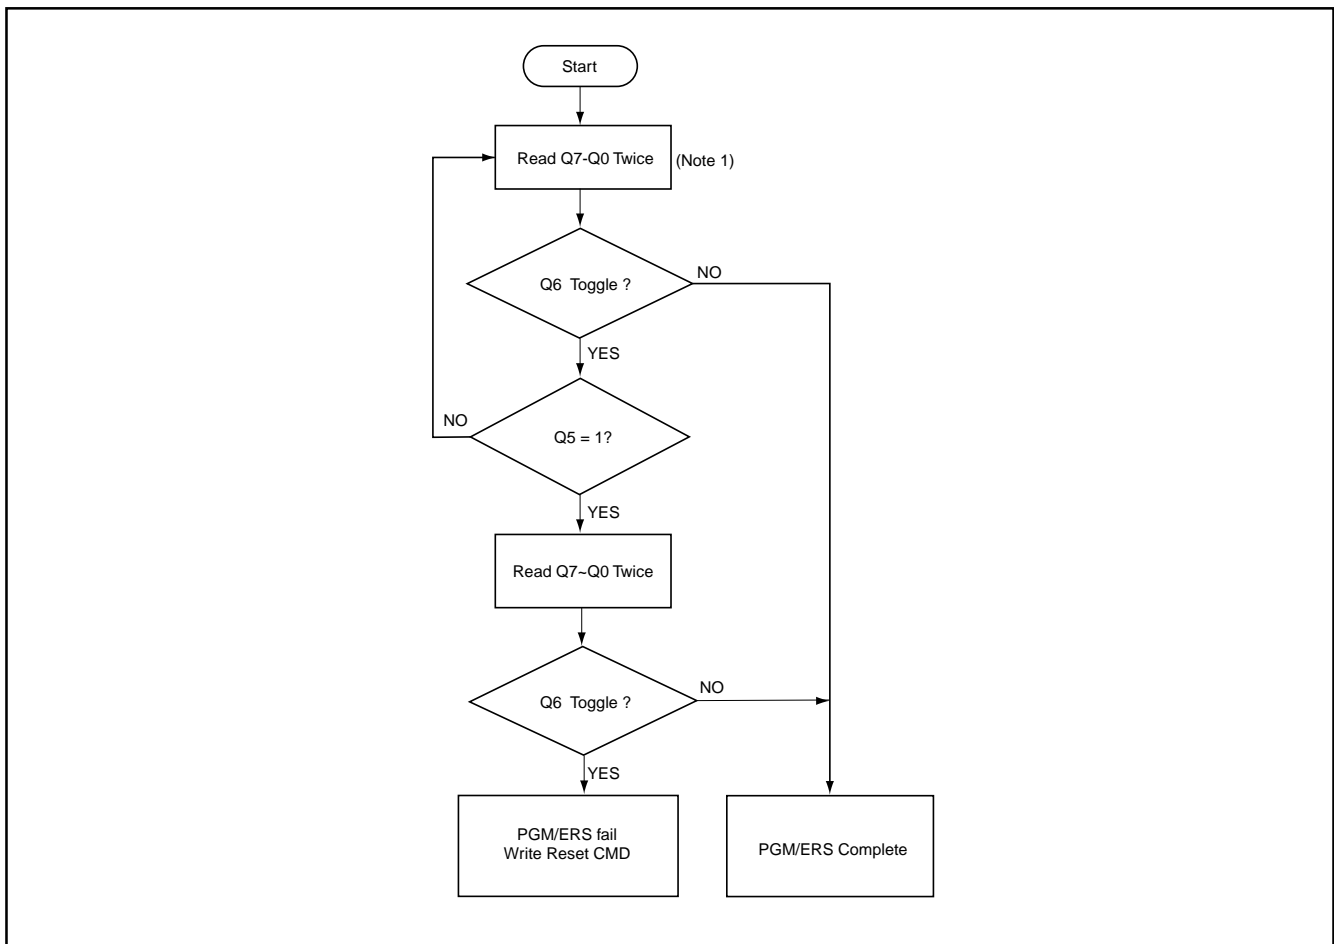 Start
Read Q7-Q0 Twice
(Note 1)
Q6 Toggle ?
NO
YES
NO
Q5 = 1?
YES
Read Q7~Q0 Twice
Q6 Toggle ?
NO
YES
PGM/ERS fail
Write Reset CMD
PGM/ERS Complete